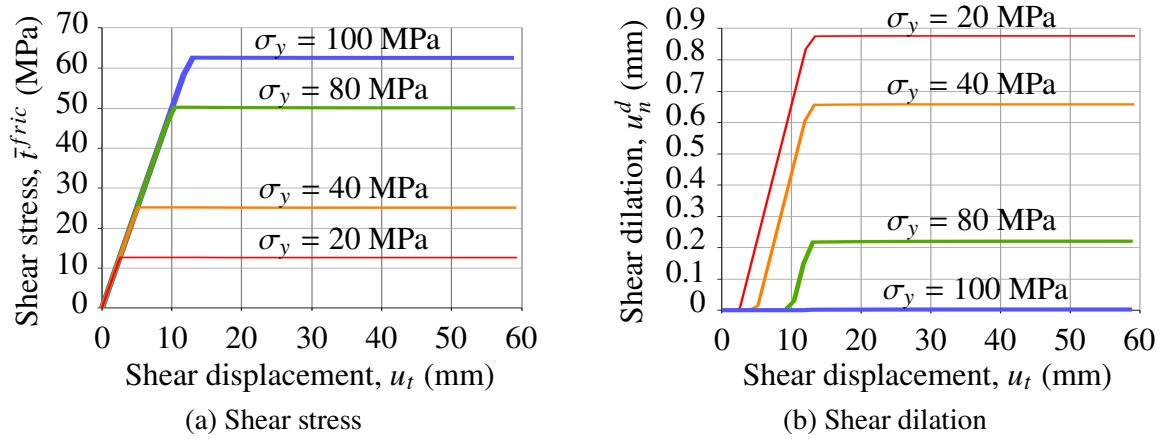 Shear stress, t̄^fric (MPa)
70
60
50
40
30
20
10
0
σ_y = 100 MPa
σ_y = 80 MPa
σ_y = 40 MPa
σ_y = 20 MPa
0 10 20 30 40 50 60
Shear displacement, u_t (mm)
(a) Shear stress
Shear dilation, u_n^d (mm)
0.9
0.8
0.7
0.6
0.5
0.4
0.3
0.2
0.1
0
σ_y = 20 MPa
σ_y = 40 MPa
σ_y = 80 MPa
σ_y = 100 MPa
0 10 20 30 40 50 60
Shear displacement, u_t (mm)
(b) Shear dilation